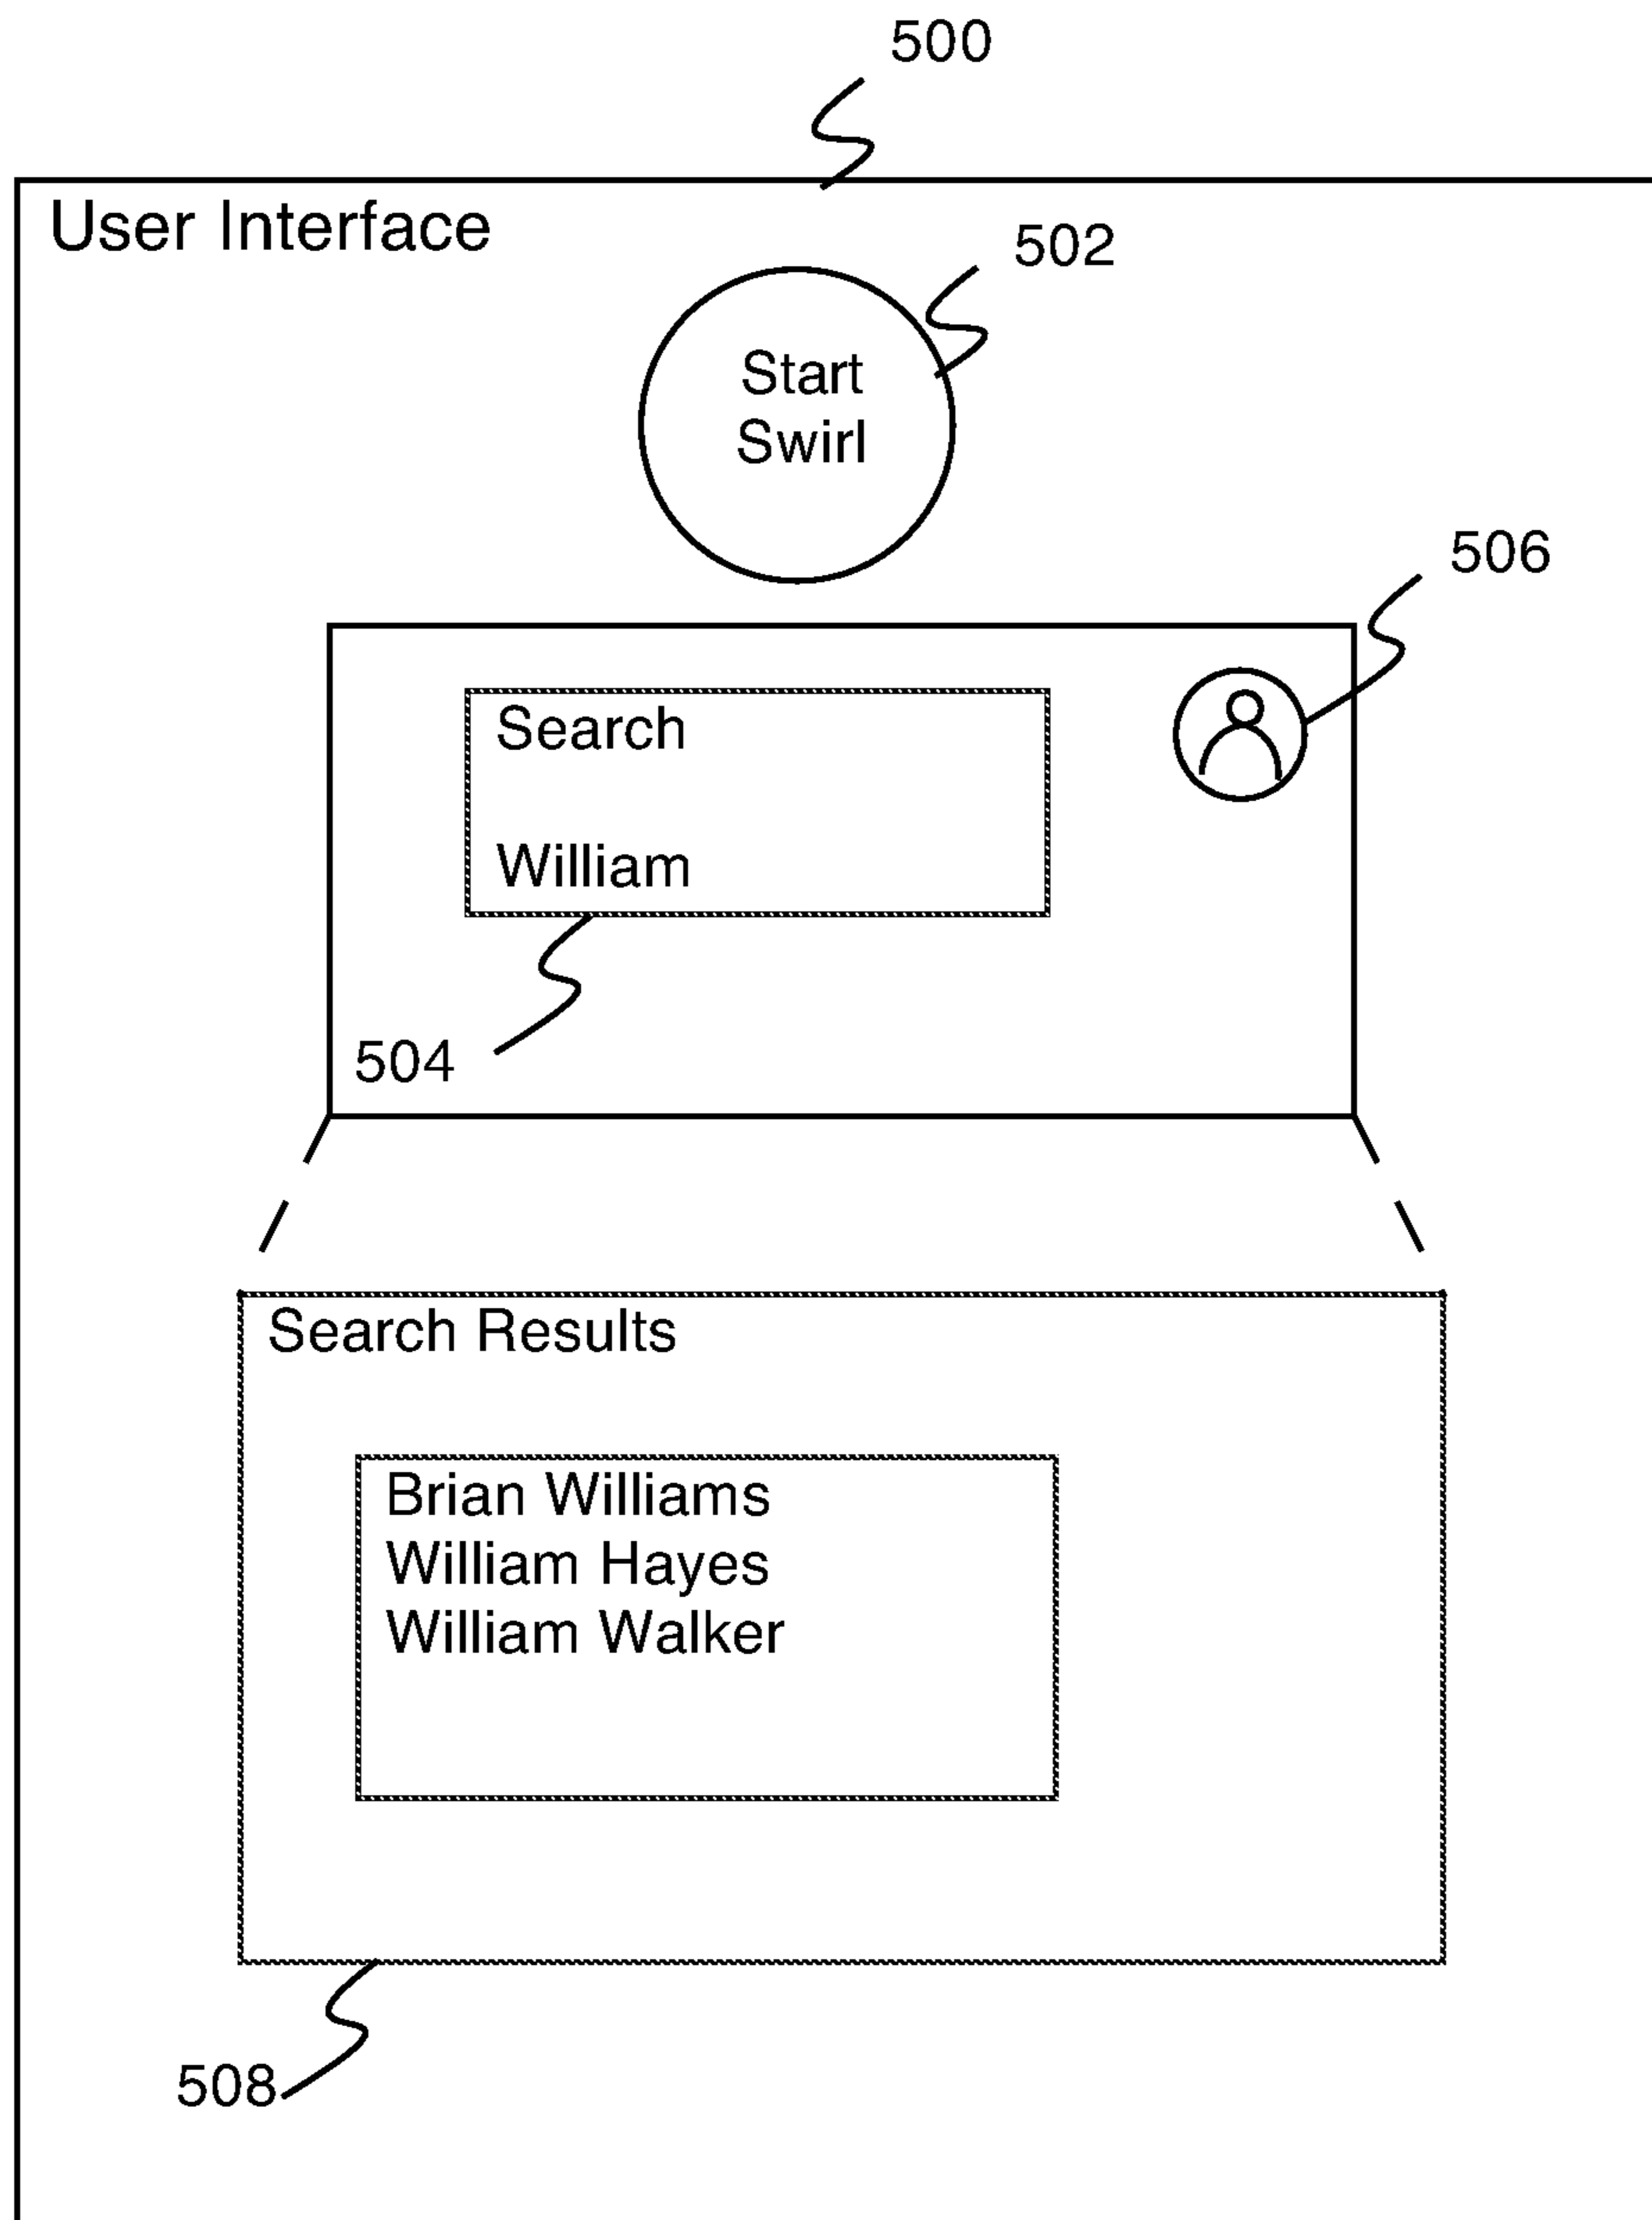 500
User Interface
502
Start
Swirl
506
Search
William
504
Search Results
Brian Williams
William Hayes
William Walker
508